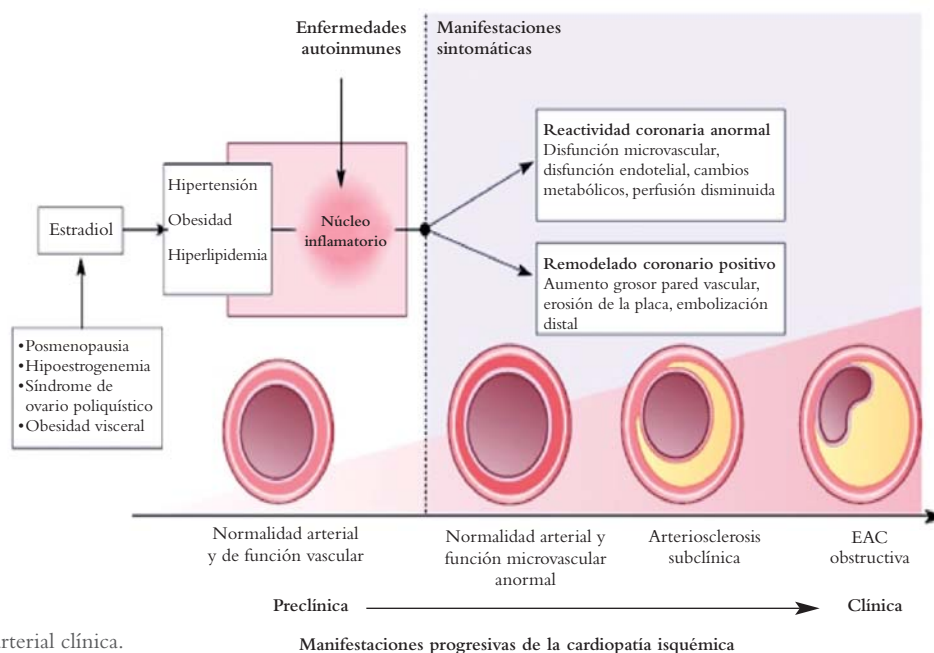 Enfermedades
autoinmunes
Manifestaciones
sintomáticas
Reactividad coronaria anormal
Disfunción microvascular,
disfunción endotelial, cambios
metabólicos, perfusión disminuida
Hipertensión
Obesidad
Hiperlipidemia
Núcleo
inflamatorio
Estradiol
Remodelado coronario positivo
Aumento grosor pared vascular,
erosión de la placa, embolización
distal
•Posmenopausia
•Hipoestrogenemia
•Síndrome de
ovario poliquístico
•Obesidad visceral
Normalidad arterial
y de función vascular
Normalidad arterial y
función microvascular
anormal
Arteriosclerosis
subclínica
EAC
obstructiva
Preclínica
Clínica
rterial clínica.
Manifestaciones progresivas de la cardiopatía isquémica